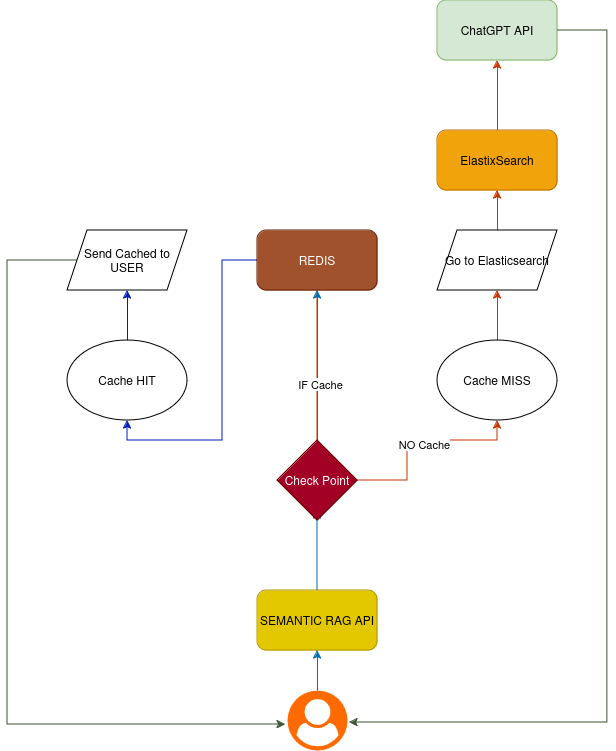 ChatGPT API
ElastixSearch
Send Cached to
USER
REDIS
Go to Elasticsearch
Cache HIT
IF Cache
Cache MISS
NO Cache
Check Point
SEMANTIC RAG API